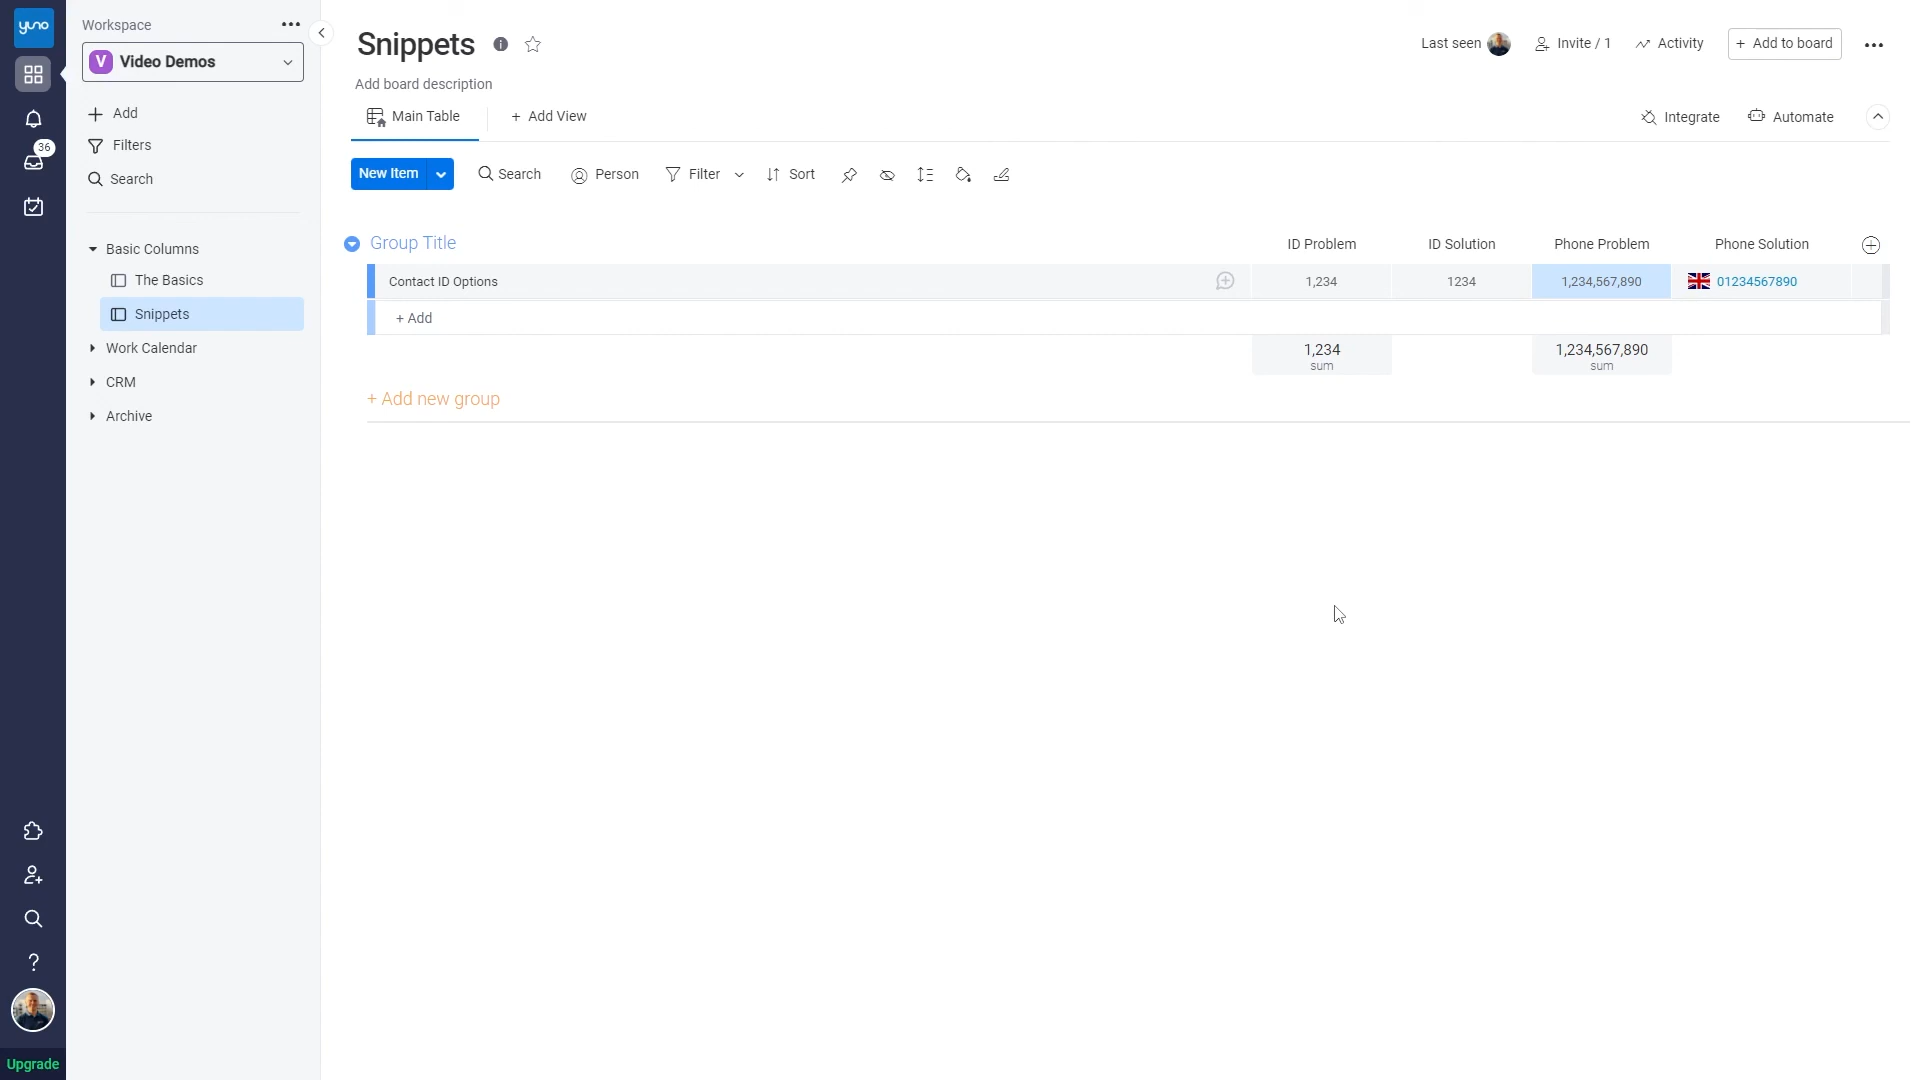 yuno
36
Upgrade
Workspace
V Video Demos
Add
Filters
Search
Basic Columns
The Basics
Snippets
Work Calendar
CRM
Archive
Snippets
Last seen
Invite / 1
Activity
+ Add to board
Add board description
Main Table
+ Add View
Integrate
Automate
New Item
Search
Person
Filter
Sort
Group Title
ID Problem
ID Solution
Phone Problem
Phone Solution
Contact ID Options
1,234
1234
1,234,567,890
01234567890
+ Add
1,234
sum
1,234,567,890
sum
+ Add new group